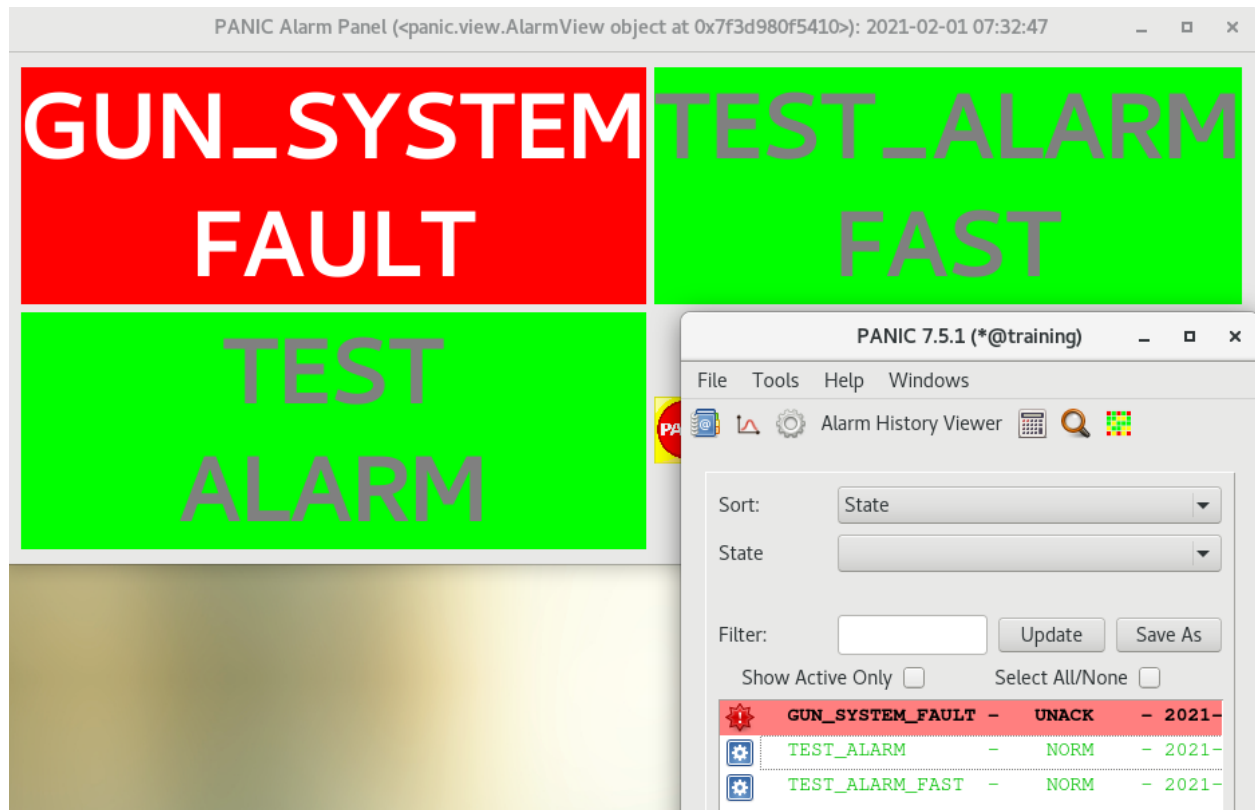 PANIC Alarm Panel (<panic.view.AlarmView object at 0x7f3d980f5410>): 2021-02-01 07:32:47
GUN_SYSTEM
FAULT
TEST_ALARM
FAST
TEST
ALARM
PANIC 7.5.1 (*@training)
File Tools Help Windows
PA
Alarm History Viewer
Sort: State
State
Filter: Update Save As
Show Active Only Select All/None
GUN_SYSTEM_FAULT - UNACK - 2021-
TEST_ALARM - NORM - 2021-
TEST_ALARM_FAST - NORM - 2021-